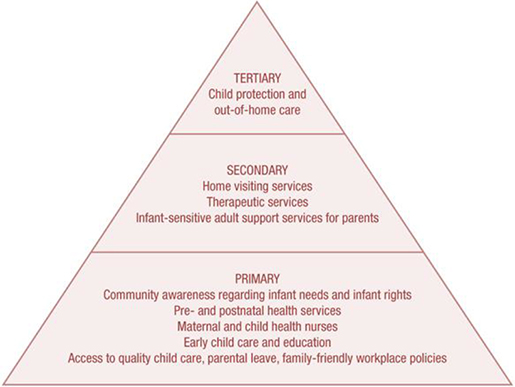 TERTIARY
Child protection and
out-of-home care
SECONDARY
Home visiting services
Therapeutic services
Infant-sensitive adult support services for parents
PRIMARY
Community awareness regarding infant needs and infant rights
Pre- and postnatal health services
Maternal and child health nurses
Early child care and education
Access to quality child care, parental leave, family-friendly workplace policies